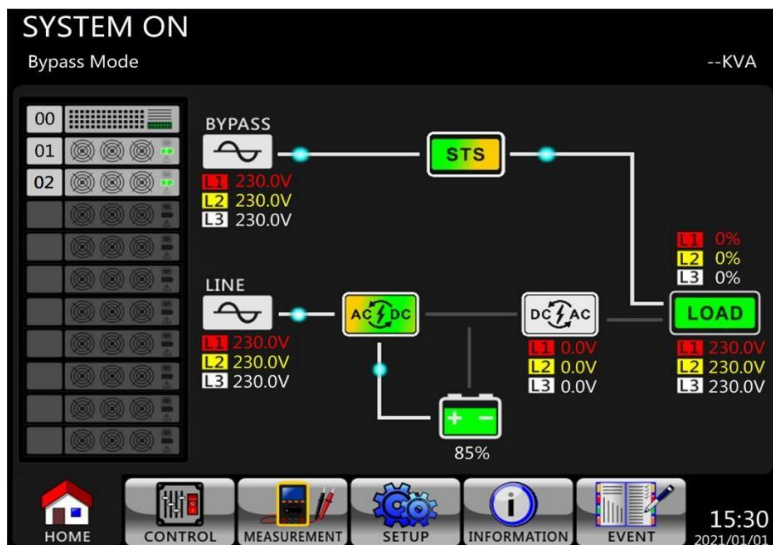 SYSTEM ON
Bypass Mode
--KVA
00
01
02
BYPASS
L1 230.0V
L2 230.0V
L3 230.0V
STS
L1 0%
L2 0%
L3 0%
LINE
L1 230.0V
L2 230.0V
L3 230.0V
AC DC
DC AC
L1 0.0V
L2 0.0V
L3 0.0V
LOAD
L1 230.0V
L2 230.0V
L3 230.0V
+ −
85%
HOME
CONTROL
MEASUREMENT
SETUP
i
INFORMATION
EVENT
15:30
2021/01/01